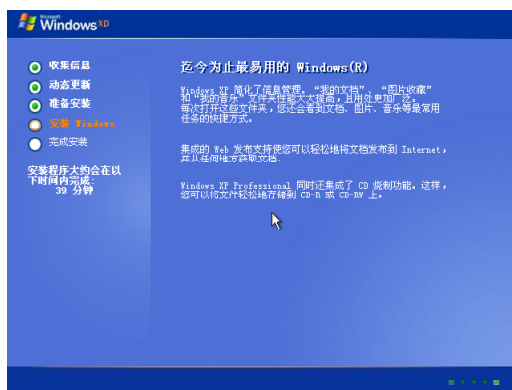 Microsoft
Windows XP
收集信息
动态更新
准备安装
安装 Windows
完成安装
安装程序大约会在以
下时间内完成:
39 分钟
迄今为止最易用的 Windows(R)
Windows XP 简化了信息管理。“我的文档”、“图片收藏”
和“我的音乐”文件夹性能大大提高，且用处更加广泛。
每次打开这些文件夹，您还会看到文档、图片、音乐等最常用
任务的快捷方式。
集成的 Web 发布支持使您可以轻松地将文档发布到 Internet，
并从任何地方获取文档。
Windows XP Professional 同时还集成了 CD 烧制功能。这样，
您可以将文件轻松地存储到 CD-R 或 CD-RW 上。